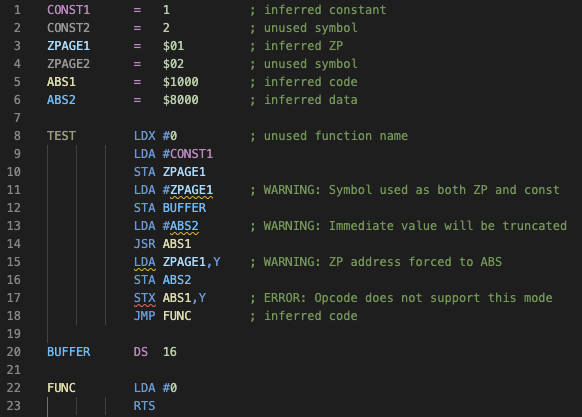 1 CONST1 = 1 ; inferred constant
2 CONST2 = 2 ; unused symbol
3 ZPAGE1 = $01 ; inferred ZP
4 ZPAGE2 = $02 ; unused symbol
5 ABS1 = $1000 ; inferred code
6 ABS2 = $8000 ; inferred data
7
8 TEST LDX #0 ; unused function name
9 LDA #CONST1
10 STA ZPAGE1
11 LDA #ZPAGE1 ; WARNING: Symbol used as both ZP and const
12 STA BUFFER
13 LDA #ABS2 ; WARNING: Immediate value will be truncated
14 JSR ABS1
15 LDA ZPAGE1,Y ; WARNING: ZP address forced to ABS
16 STA ABS2
17 STX ABS1,Y ; ERROR: Opcode does not support this mode
18 JMP FUNC ; inferred code
19
20 BUFFER DS 16
21
22 FUNC LDA #0
23 RTS